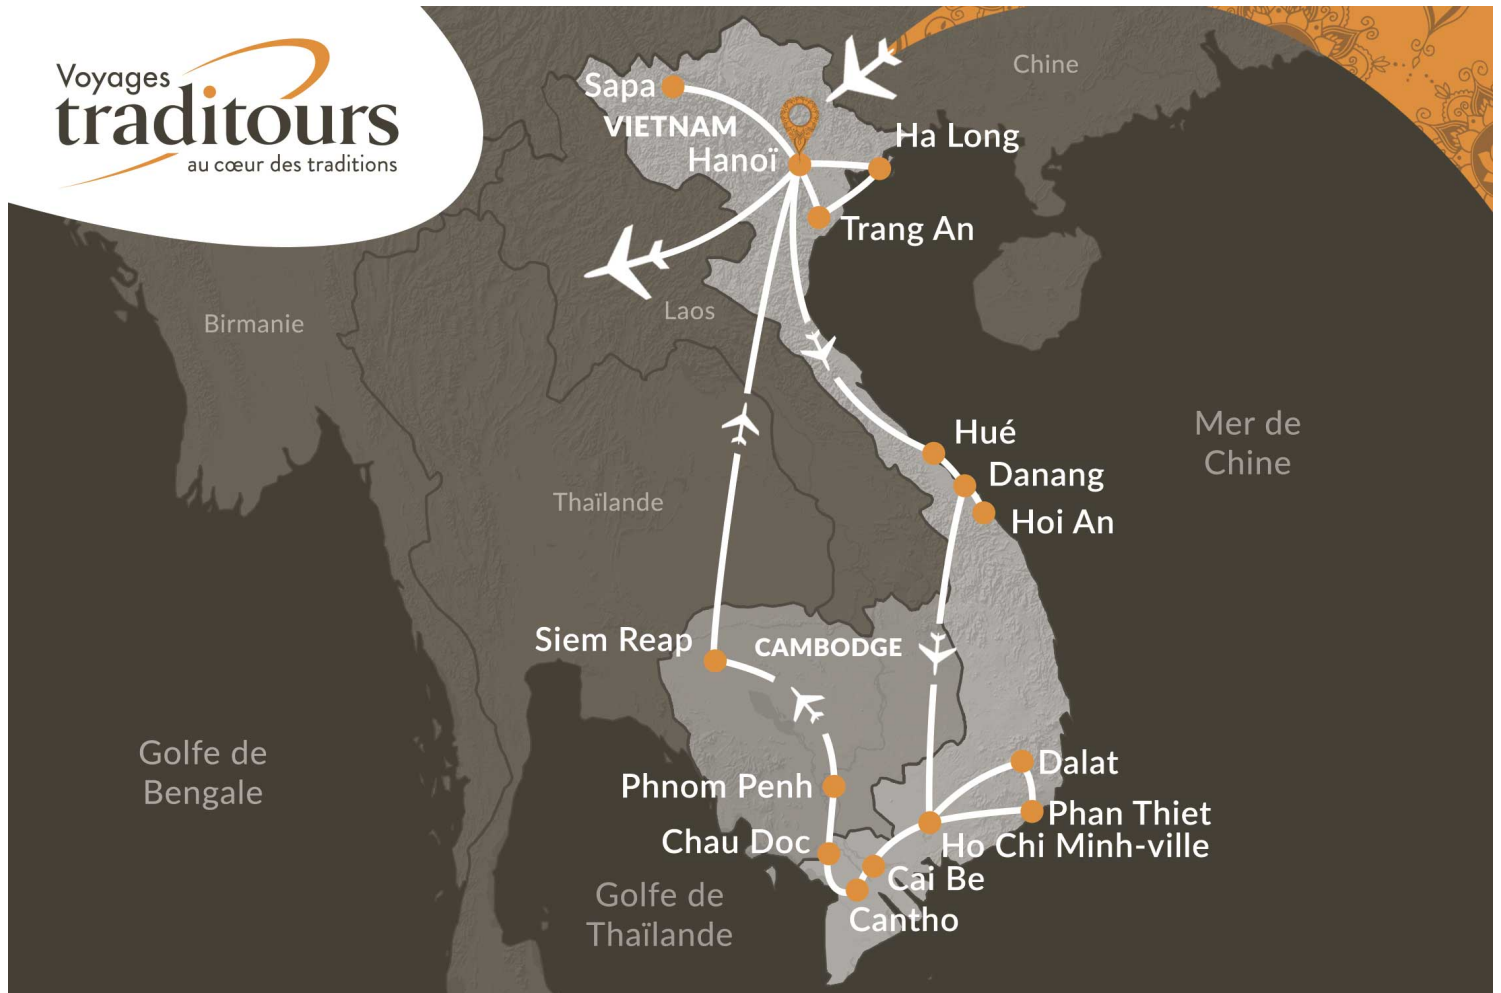 Voyages
traditours
au cœur des traditions
Chine
Sapa
VIETNAM
Hanoï
Ha Long
Trang An
Birmanie
Laos
Mer de
Chine
Hué
Danang
Hoi An
Thaïlande
Siem Reap
CAMBODGE
Golfe de
Bengale
Dalat
Phnom Penh
Phan Thiet
Chau Doc
Ho Chi Minh-ville
Cai Be
Cantho
Golfe de
Thaïlande